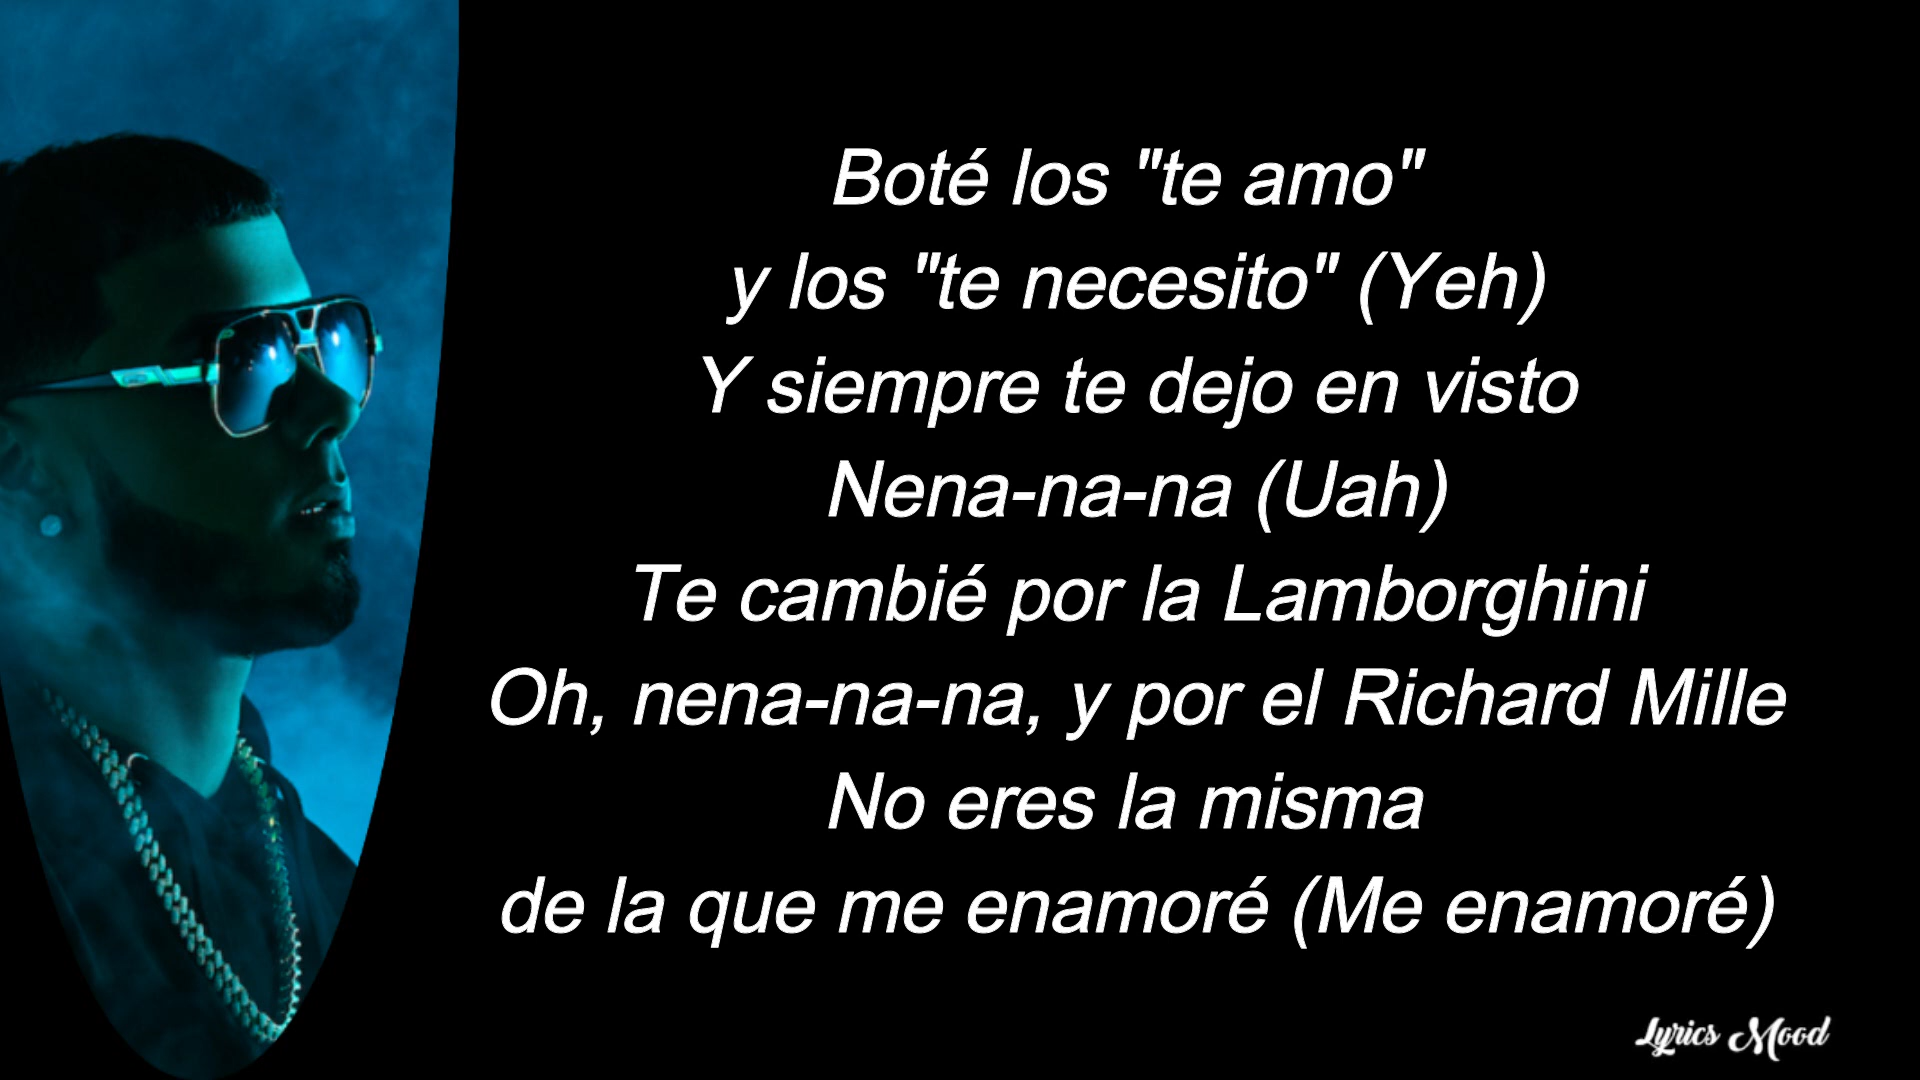 Boté los "te amo"
y los "te necesito" (Yeh)
Y siempre te dejo en visto
Nena-na-na (Uah)
Te cambié por la Lamborghini
Oh, nena-na-na, y por el Richard Mille
No eres la misma
de la que me enamoré (Me enamoré)
Lyrics Mood